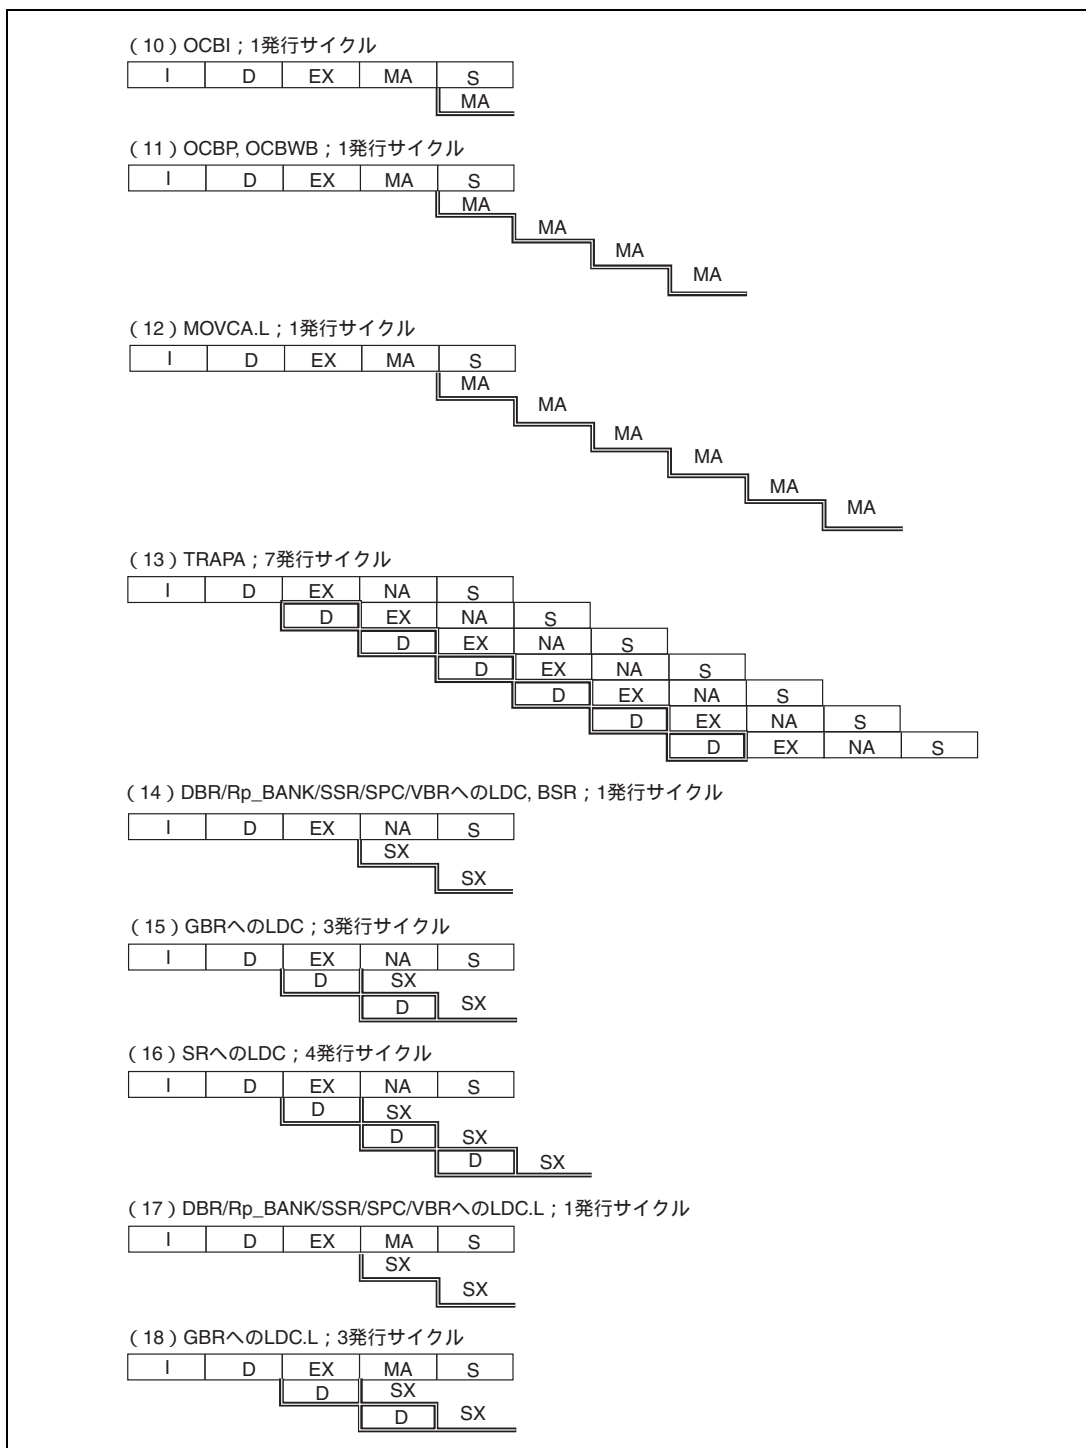 （10）OCBI；1発行サイクル
I D EX MA S
MA
（11）OCBP, OCBWB；1発行サイクル
I D EX MA S
MA
MA
MA
MA
（12）MOVCA.L；1発行サイクル
I D EX MA S
MA
MA
MA
MA
MA
MA
（13）TRAPA；7発行サイクル
I D EX NA S
D EX NA S
D EX NA S
D EX NA S
D EX NA S
D EX NA S
D EX NA S
（14）DBR/Rp_BANK/SSR/SPC/VBRへのLDC, BSR；1発行サイクル
I D EX NA S
SX
SX
（15）GBRへのLDC；3発行サイクル
I D EX NA S
D SX
D SX
（16）SRへのLDC；4発行サイクル
I D EX NA S
D SX
D SX
D SX
（17）DBR/Rp_BANK/SSR/SPC/VBRへのLDC.L；1発行サイクル
I D EX MA S
SX
SX
（18）GBRへのLDC.L；3発行サイクル
I D EX MA S
D SX
D SX